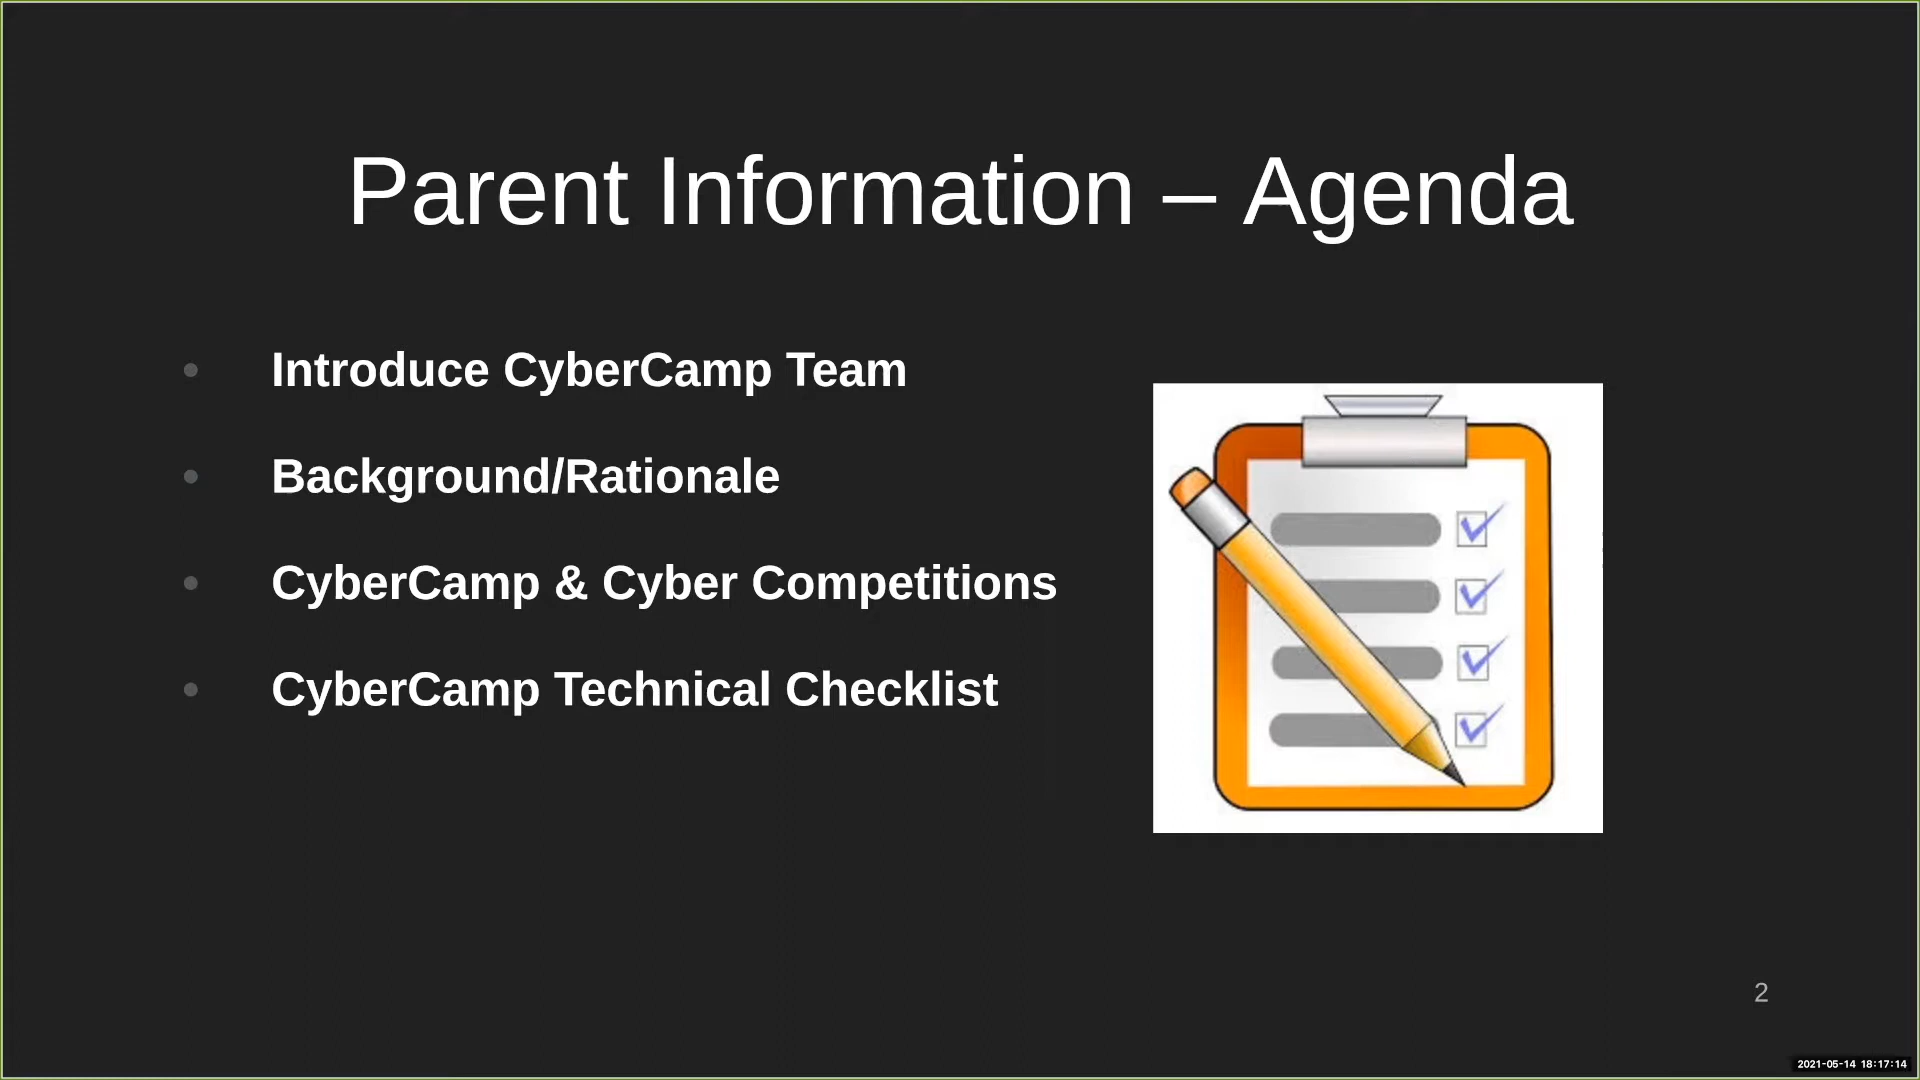 Parent Information – Agenda
• Introduce CyberCamp Team
• Background/Rationale
• CyberCamp & Cyber Competitions
• CyberCamp Technical Checklist
2
2021-05-14 18:17:14